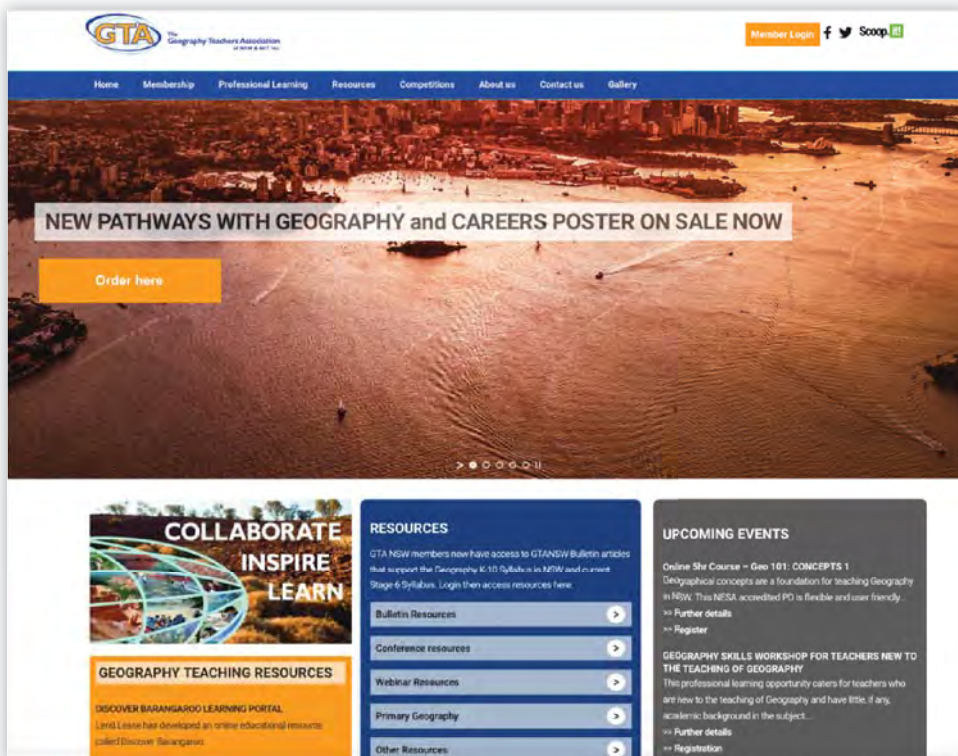 GTA
The
Geography Teachers Association
of NSW & ACT Inc.
Member Login
Scoop.it!
Home Membership Professional Learning Resources Competitions About us Contact us Gallery
NEW PATHWAYS WITH GEOGRAPHY and CAREERS POSTER ON SALE NOW
Order here
COLLABORATE
INSPIRE
LEARN
GEOGRAPHY TEACHING RESOURCES
DISCOVER BARANGAROO LEARNING PORTAL
Lend Lease has developed an online educational resource
called Discover Barangaroo.
RESOURCES
GTA NSW members now have access to GTANSW Bulletin articles
that support the Geography K-10 Syllabus in NSW and current
Stage 6 Syllabus. Login then access resources here.
Bulletin Resources
Conference resources
Webinar Resources
Primary Geography
Other Resources
UPCOMING EVENTS
Online 5hr Course – Geo 101: CONCEPTS 1
Geographical concepts are a foundation for teaching Geography
in NSW. This NESA accredited PD is flexible and user friendly...
>> Further details
>> Register
GEOGRAPHY SKILLS WORKSHOP FOR TEACHERS NEW TO
THE TEACHING OF GEOGRAPHY
This professional learning opportunity caters for teachers who
are new to the teaching of Geography and have little, if any,
academic background in the subject...
>> Further details
>> Registration